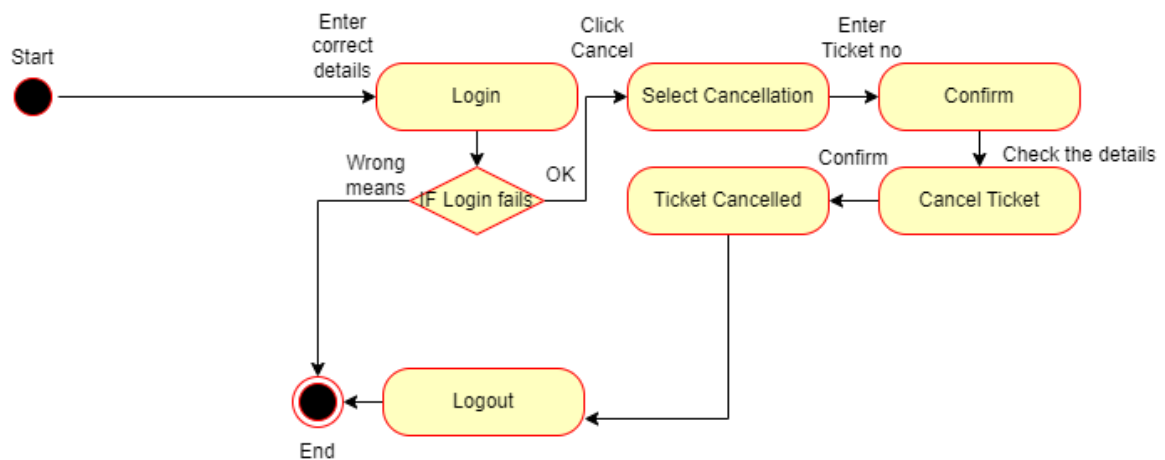 Start
Enter
correct
details
Login
Click
Cancel
Select Cancellation
Enter
Ticket no
Confirm
Wrong
means
IF Login fails
OK
Check the details
Cancel Ticket
Confirm
Ticket Cancelled
Logout
End